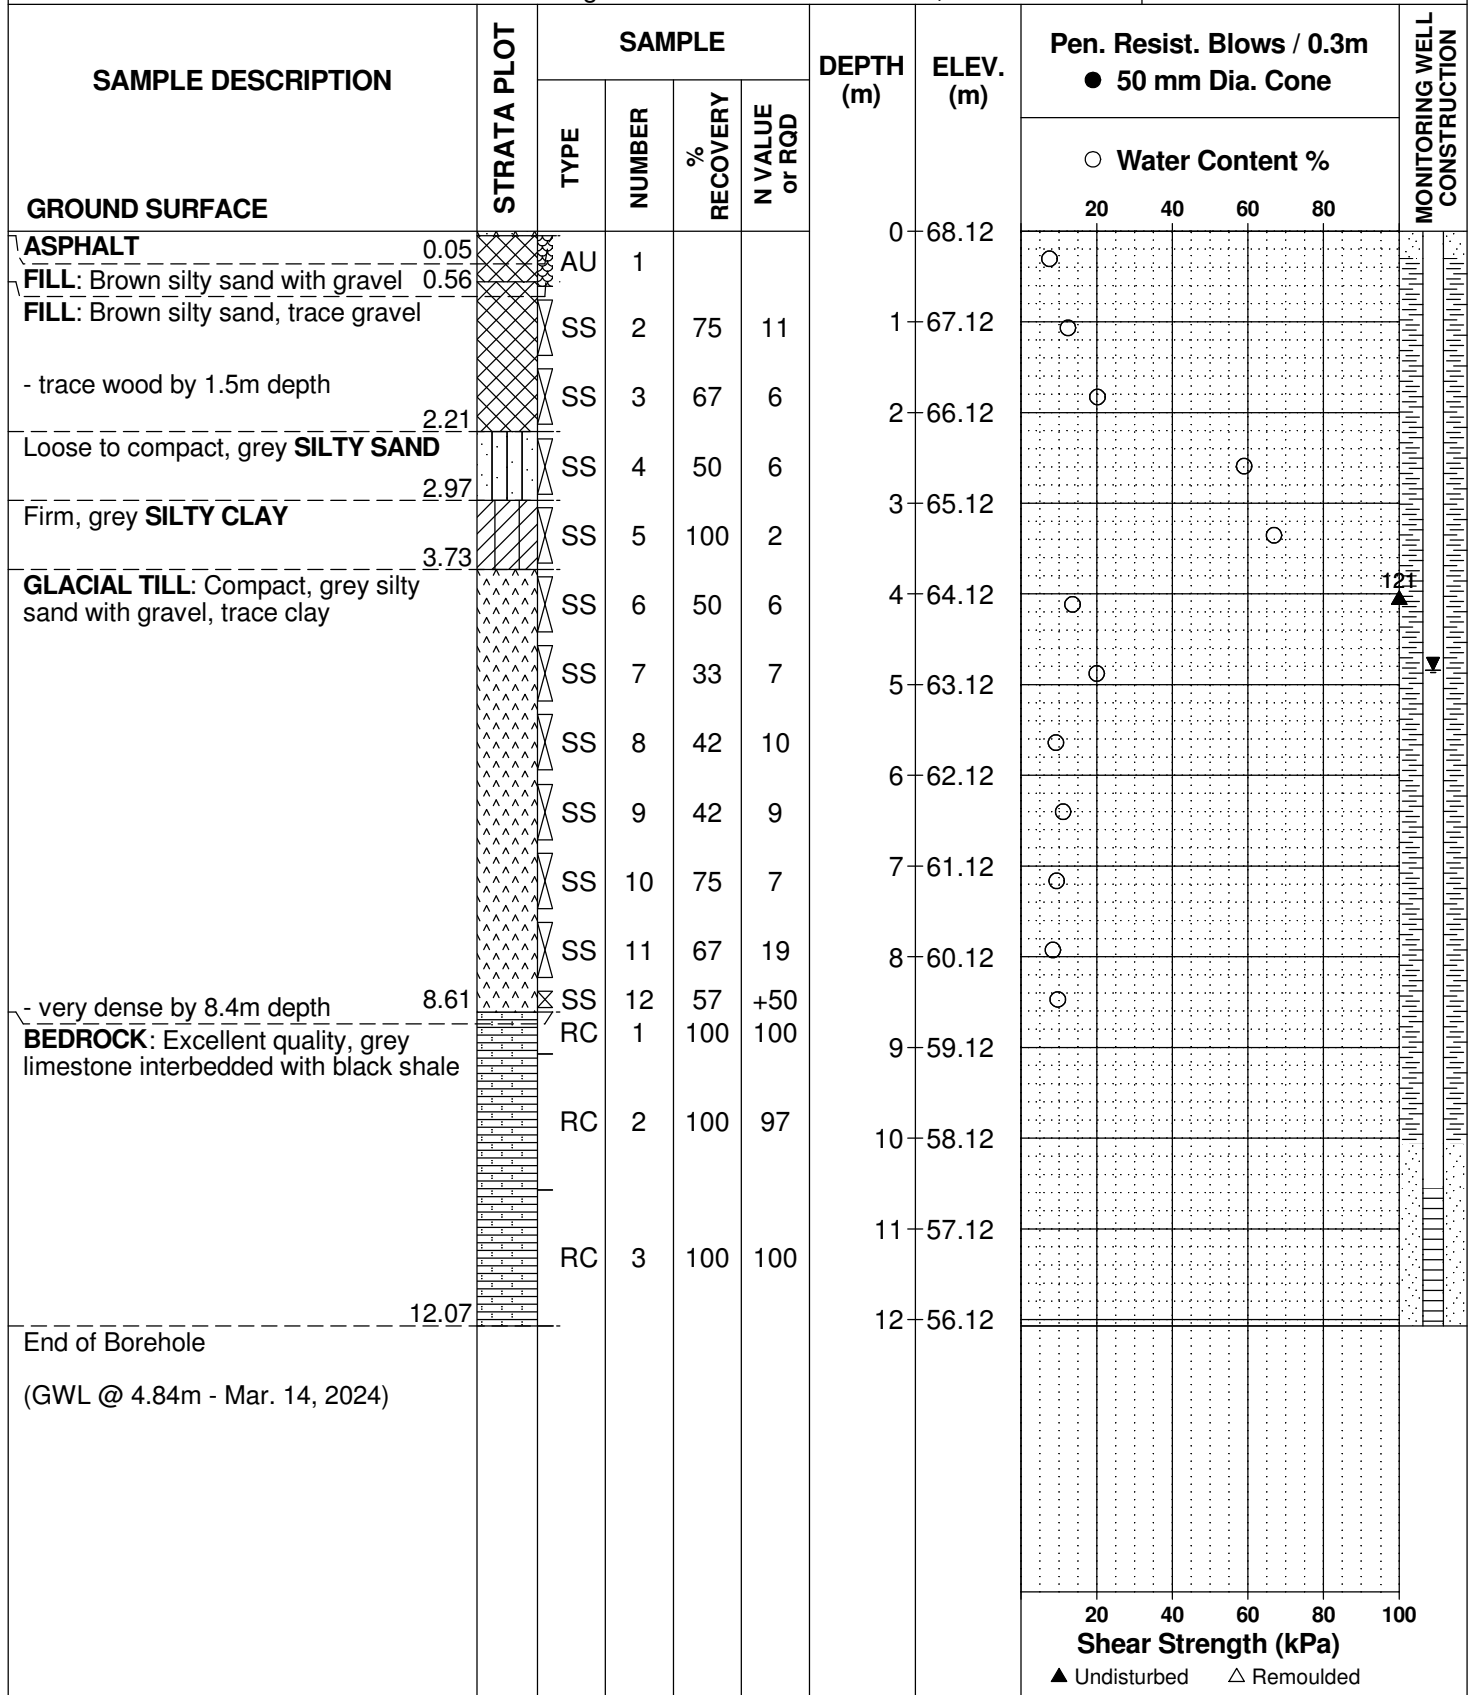 SAMPLE DESCRIPTION
GROUND SURFACE
STRATA PLOT
SAMPLE
TYPE
NUMBER
%
RECOVERY
N VALUE
or RQD
DEPTH
(m)
ELEV.
(m)
Pen. Resist. Blows / 0.3m
● 50 mm Dia. Cone
○ Water Content %
20 40 60 80
MONITORING WELL
CONSTRUCTION
0 68.12
ASPHALT 0.05
AU 1
FILL: Brown silty sand with gravel 0.56
FILL: Brown silty sand, trace gravel
SS 2 75 11
1 67.12
- trace wood by 1.5m depth
SS 3 67 6
2.21
2 66.12
Loose to compact, grey SILTY SAND
SS 4 50 6
2.97
3 65.12
Firm, grey SILTY CLAY
SS 5 100 2
3.73
121
GLACIAL TILL: Compact, grey silty
sand with gravel, trace clay
SS 6 50 6
4 64.12
SS 7 33 7
5 63.12
SS 8 42 10
6 62.12
SS 9 42 9
7 61.12
SS 10 75 7
SS 11 67 19
8 60.12
- very dense by 8.4m depth 8.61
SS 12 57 +50
BEDROCK: Excellent quality, grey
limestone interbedded with black shale
RC 1 100 100
9 59.12
RC 2 100 97
10 58.12
11 57.12
RC 3 100 100
12.07
12 56.12
End of Borehole
(GWL @ 4.84m - Mar. 14, 2024)
20 40 60 80 100
Shear Strength (kPa)
▲ Undisturbed △ Remoulded